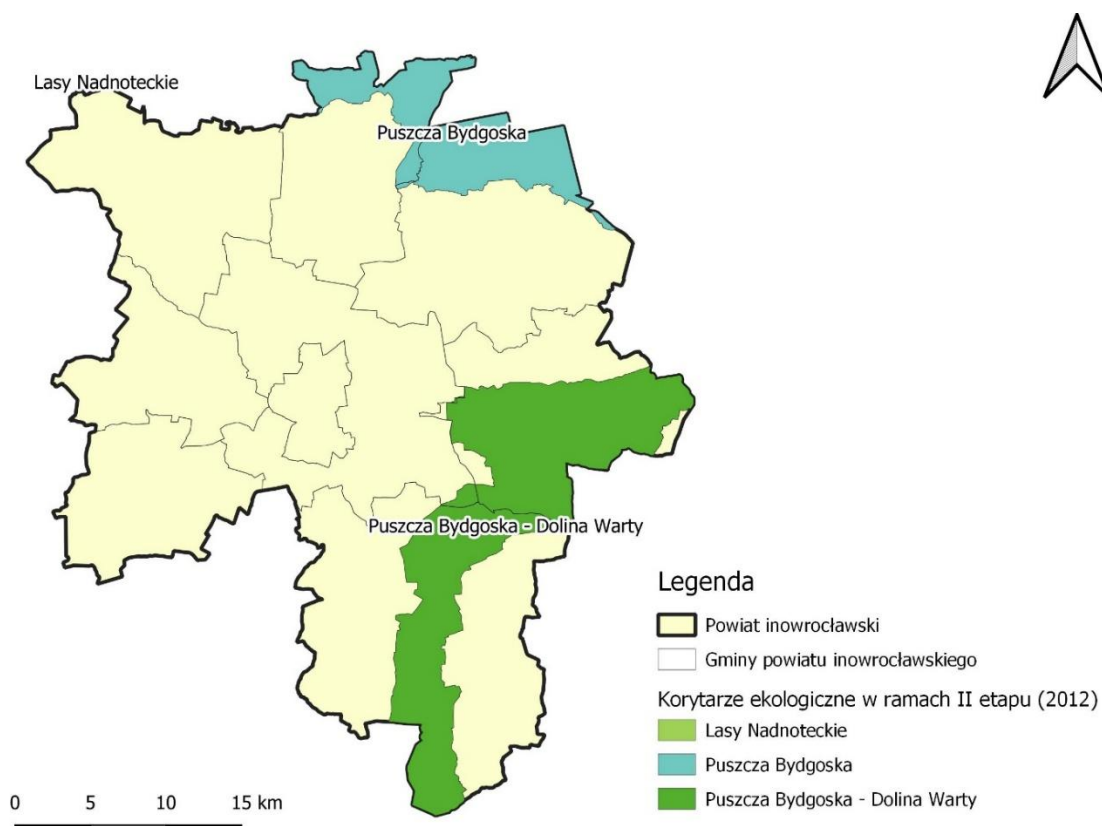 Lasy Nadnoteckie
Puszcza Bydgoska
Puszcza Bydgoska - Dolina Warty
Legenda
Powiat inowrocławski
Gminy powiatu inowrocławskiego
Korytarze ekologiczne w ramach II etapu (2012)
Lasy Nadnoteckie
Puszcza Bydgoska
Puszcza Bydgoska - Dolina Warty
0 5 10 15 km